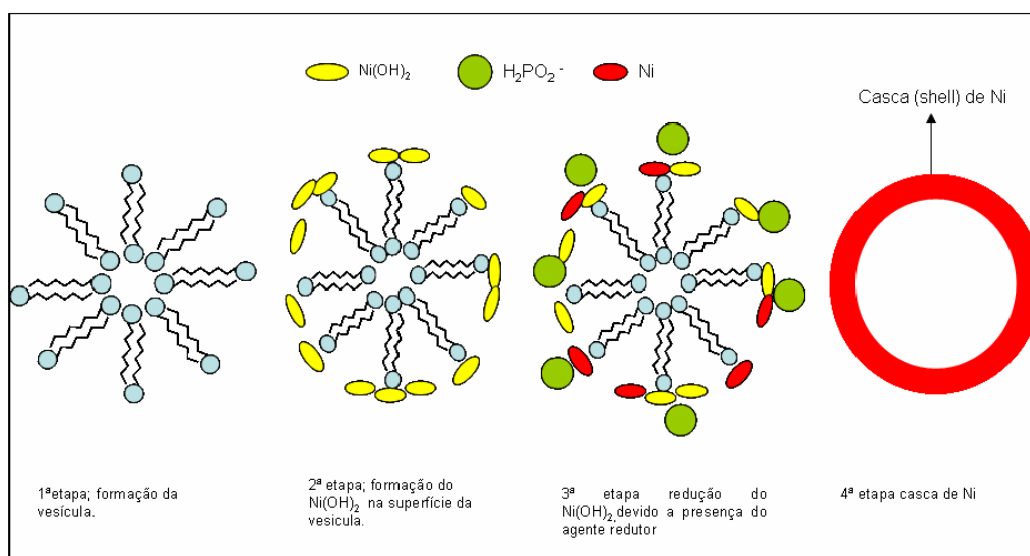 Ni(OH)₂
H₂PO₂⁻
Ni
Casca (shell) de Ni
1ªetapa; formação da
vesícula.
2ª etapa; formação do
Ni(OH)₂ na superfície da
vesicula.
3ª etapa redução do
Ni(OH)₂, devido a presença do
agente redutor
4ª etapa casca de Ni